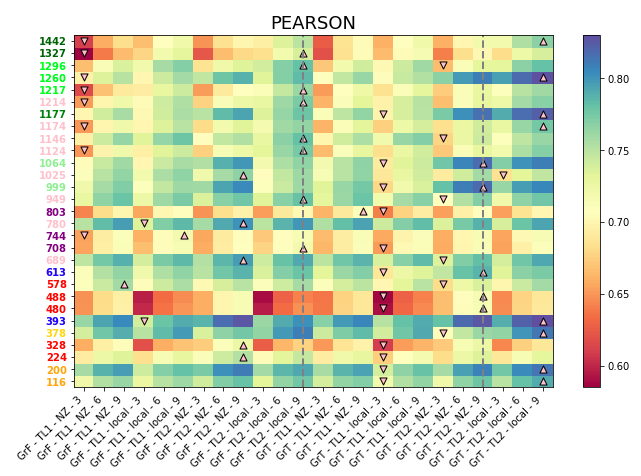 PEARSON
1442
1327
1296
1260
1217
1214
1177
1174
1146
1124
1064
1025
999
949
803
780
744
708
689
613
578
488
480
393
378
328
224
200
116
GrF - TL1 - NZ - 3
GrF - TL1 - NZ - 6
GrF - TL1 - NZ - 9
GrF - TL1 - local - 3
GrF - TL1 - local - 6
GrF - TL1 - local - 9
GrF - TL2 - NZ - 3
GrF - TL2 - NZ - 6
GrF - TL2 - NZ - 9
GrF - TL2 - local - 3
GrF - TL2 - local - 6
GrF - TL2 - local - 9
GrT - TL1 - NZ - 3
GrT - TL1 - NZ - 6
GrT - TL1 - NZ - 9
GrT - TL1 - local - 3
GrT - TL1 - local - 6
GrT - TL1 - local - 9
GrT - TL2 - NZ - 3
GrT - TL2 - NZ - 6
GrT - TL2 - NZ - 9
GrT - TL2 - local - 3
GrT - TL2 - local - 6
GrT - TL2 - local - 9
0.80
0.75
0.70
0.65
0.60